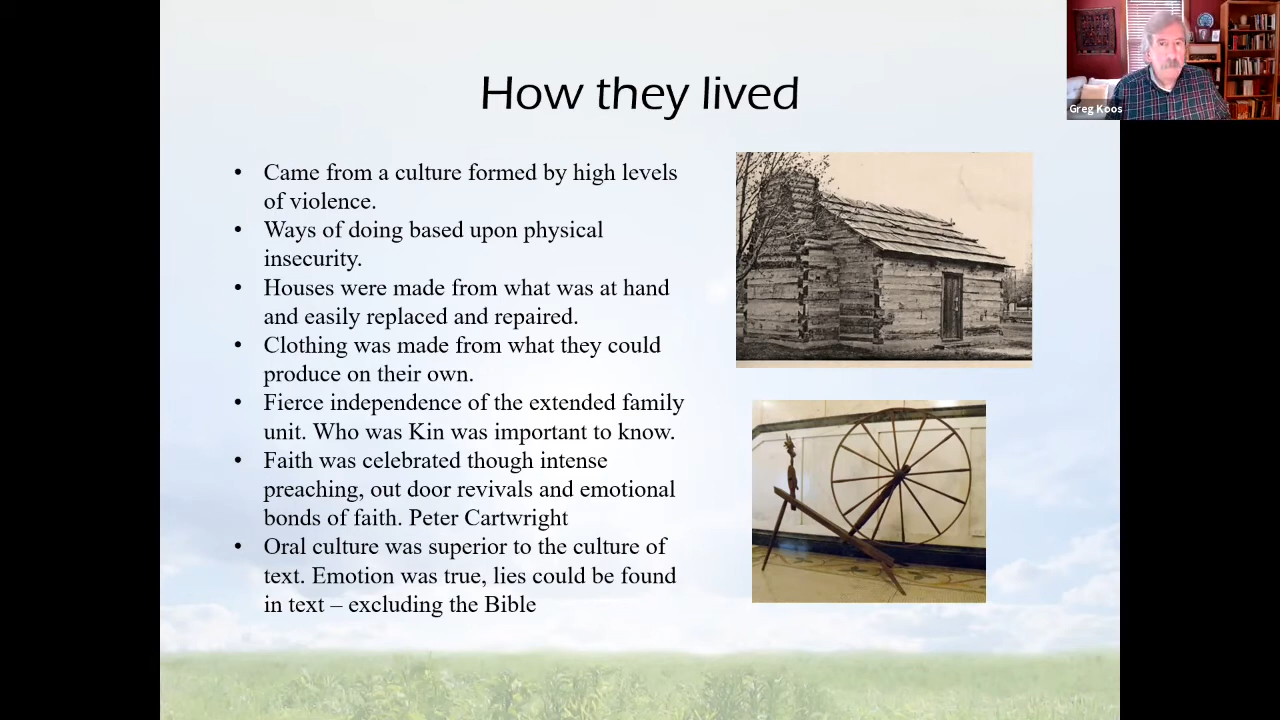 How they lived
Greg Koos
• Came from a culture formed by high levels
of violence.
• Ways of doing based upon physical
insecurity.
• Houses were made from what was at hand
and easily replaced and repaired.
• Clothing was made from what they could
produce on their own.
• Fierce independence of the extended family
unit. Who was Kin was important to know.
• Faith was celebrated though intense
preaching, out door revivals and emotional
bonds of faith. Peter Cartwright
• Oral culture was superior to the culture of
text. Emotion was true, lies could be found
in text – excluding the Bible